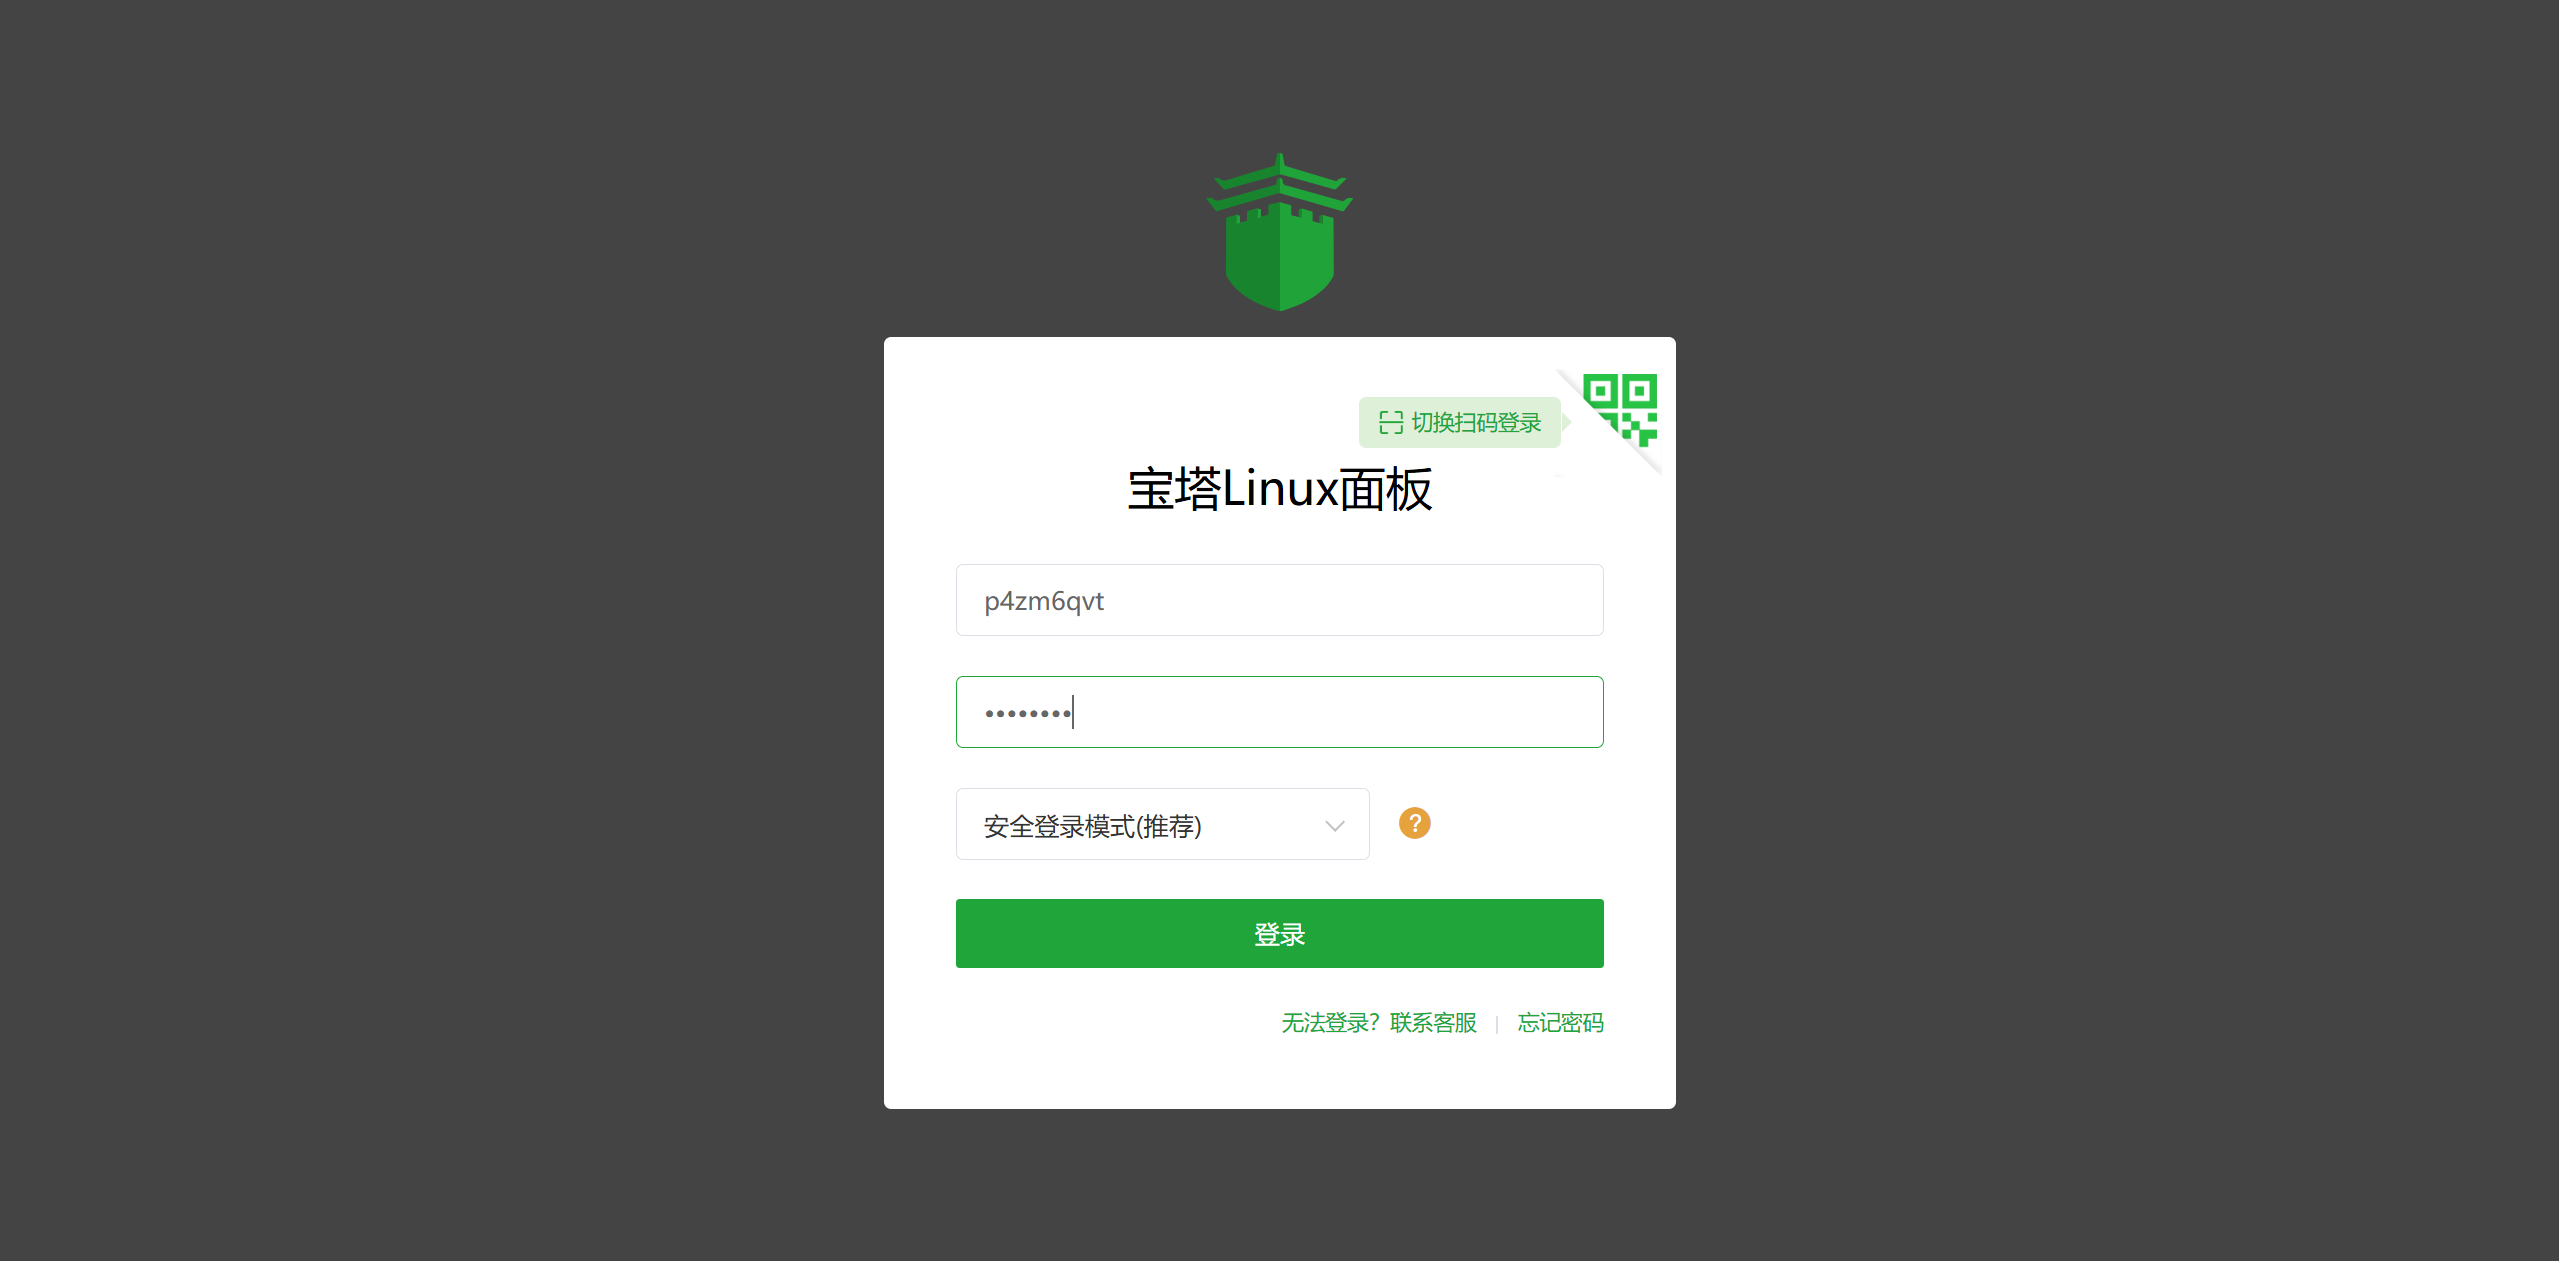 切换扫码登录
宝塔Linux面板
p4zm6qvt
••••••••
安全登录模式(推荐)
?
登录
无法登录？联系客服 | 忘记密码